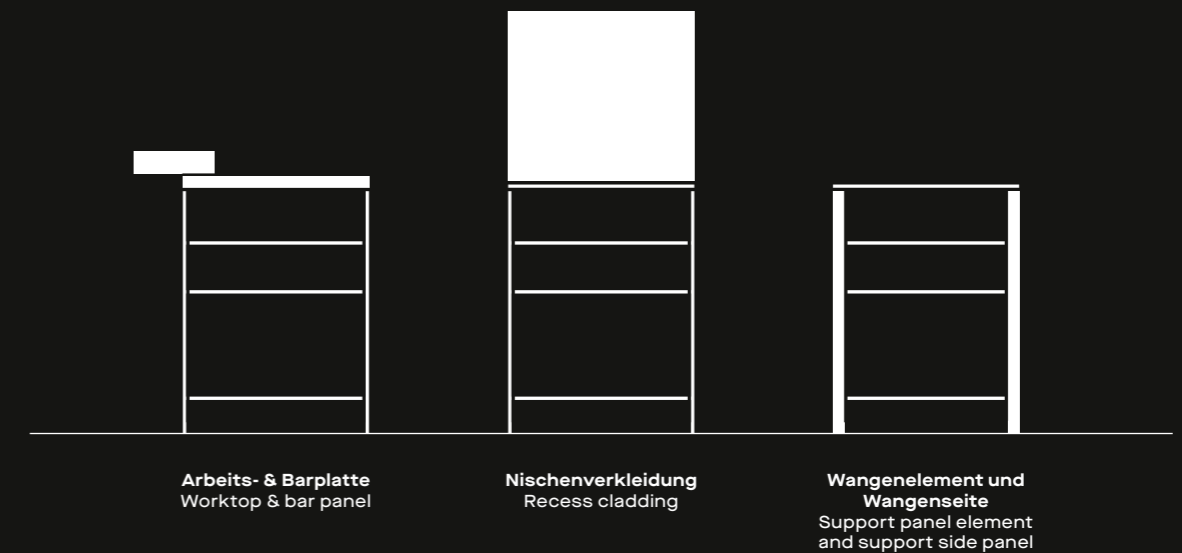 Arbeits- & Barplatte
Worktop & bar panel
Nischenverkleidung
Recess cladding
Wangenelement und
Wangenseite
Support panel element
and support side panel